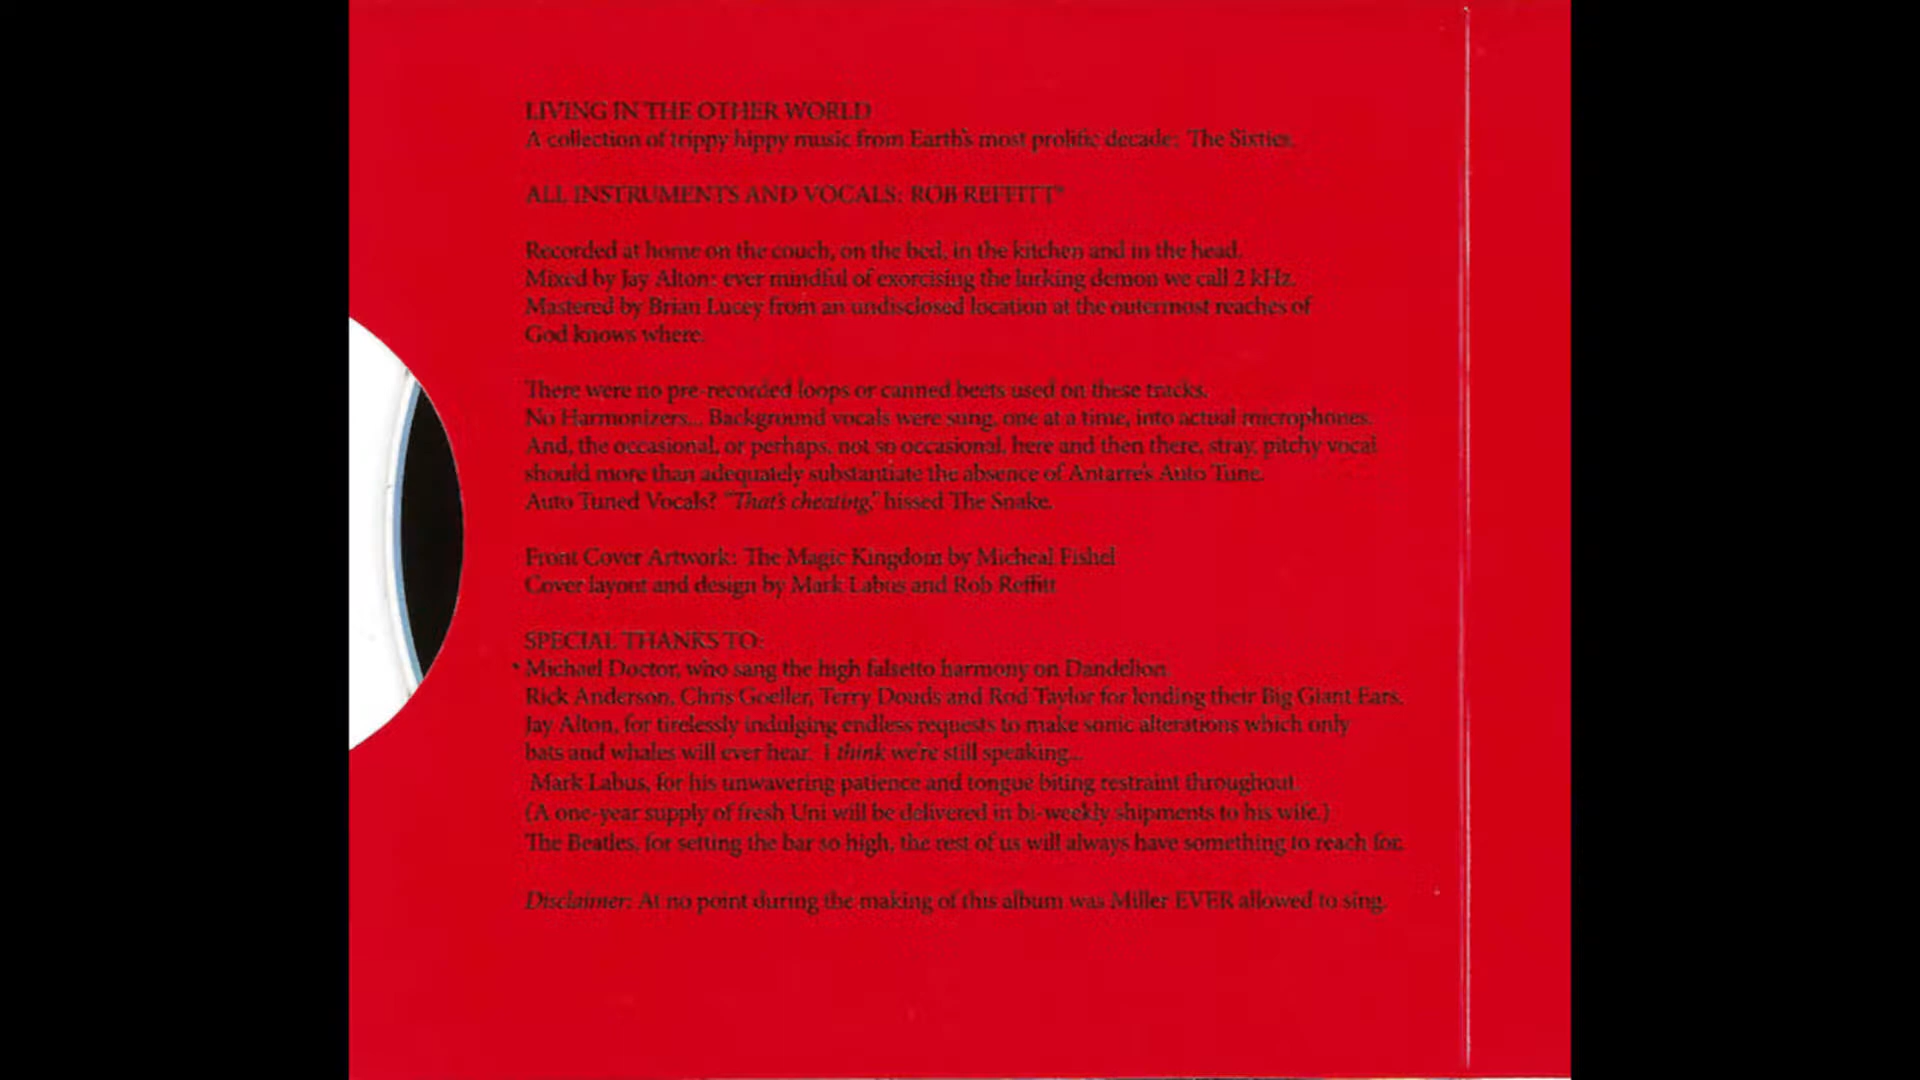 LIVING IN THE OTHER WORLD
A collection of trippy hippy music from Earth's most prolific decade: The Sixties.
ALL INSTRUMENTS AND VOCALS: ROB REFFITT*
Recorded at home on the couch, on the bed, in the kitchen and in the head.
Mixed by Jay Alton: ever mindful of exorcising the lurking demon we call 2 kHz.
Mastered by Brian Lucey from an undisclosed location at the outermost reaches of
God knows where.
There were no pre-recorded loops or canned beets used on these tracks.
No Harmonizers... Background vocals were sung, one at a time, into actual microphones.
And, the occasional, or perhaps, not so occasional, here and then there, stray, pitchy vocal
should more than adequately substantiate the absence of Antarre's Auto Tune.
Auto Tuned Vocals? "That's cheating," hissed The Snake.
Front Cover Artwork: The Magic Kingdom by Micheal Fishel
Cover layout and design by Mark Labus and Rob Reffitt
SPECIAL THANKS TO:
* Michael Doctor, who sang the high falsetto harmony on Dandelion
Rick Anderson, Chris Goeller, Terry Douds and Rod Taylor for lending their Big Giant Ears.
Jay Alton, for tirelessly indulging endless requests to make sonic alterations which only
bats and whales will ever hear. I think we're still speaking...
Mark Labus, for his unwavering patience and tongue biting restraint throughout.
(A one-year supply of fresh Uni will be delivered in bi-weekly shipments to his wife.)
The Beatles, for setting the bar so high, the rest of us will always have something to reach for.
Disclaimer: At no point during the making of this album was Miller EVER allowed to sing.